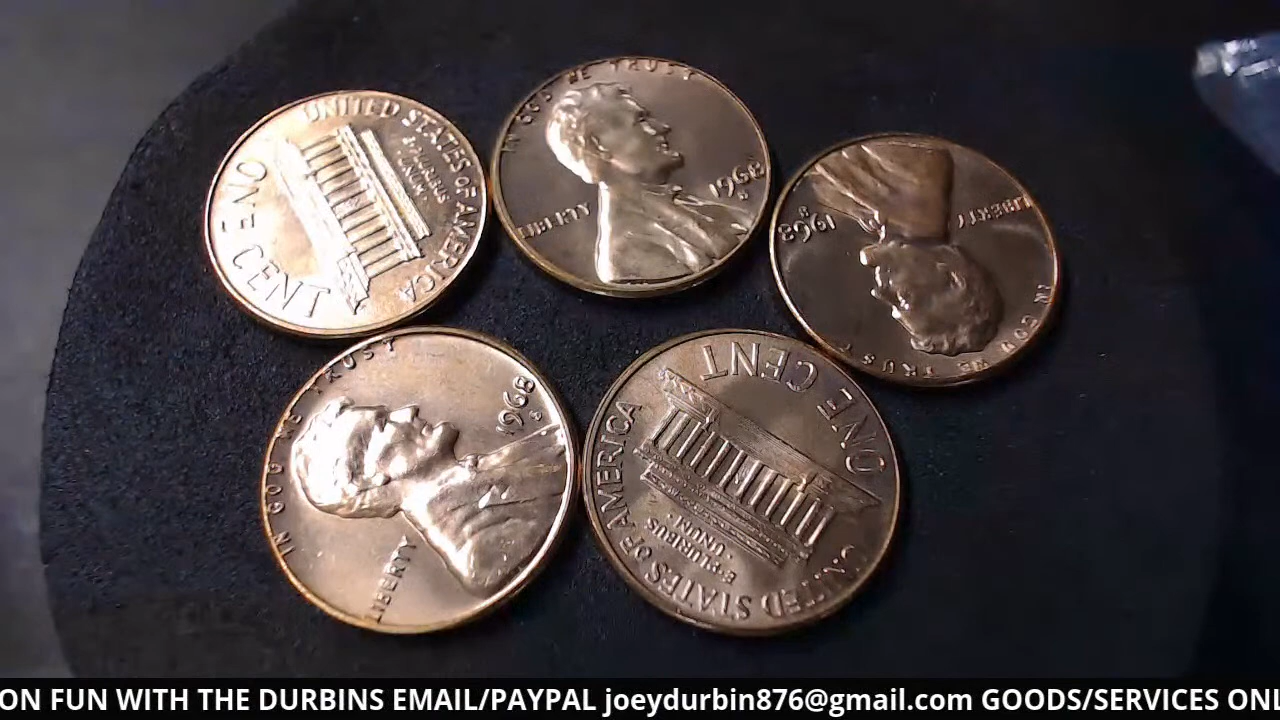 UNITED STATES OF AMERICA
E·PLURIBUS
UNUM
ONE CENT
IN GOD WE TRUST
LIBERTY
1968
S
IN GOD WE TRUST
LIBERTY
1968
S
IN GOD WE TRUST
LIBERTY
1968
S
ONE CENT
UNITED STATES OF AMERICA
E·PLURIBUS
·UNUM·
ON FUN WITH THE DURBINS EMAIL/PAYPAL joeydurbin876@gmail.com GOODS/SERVICES ONL